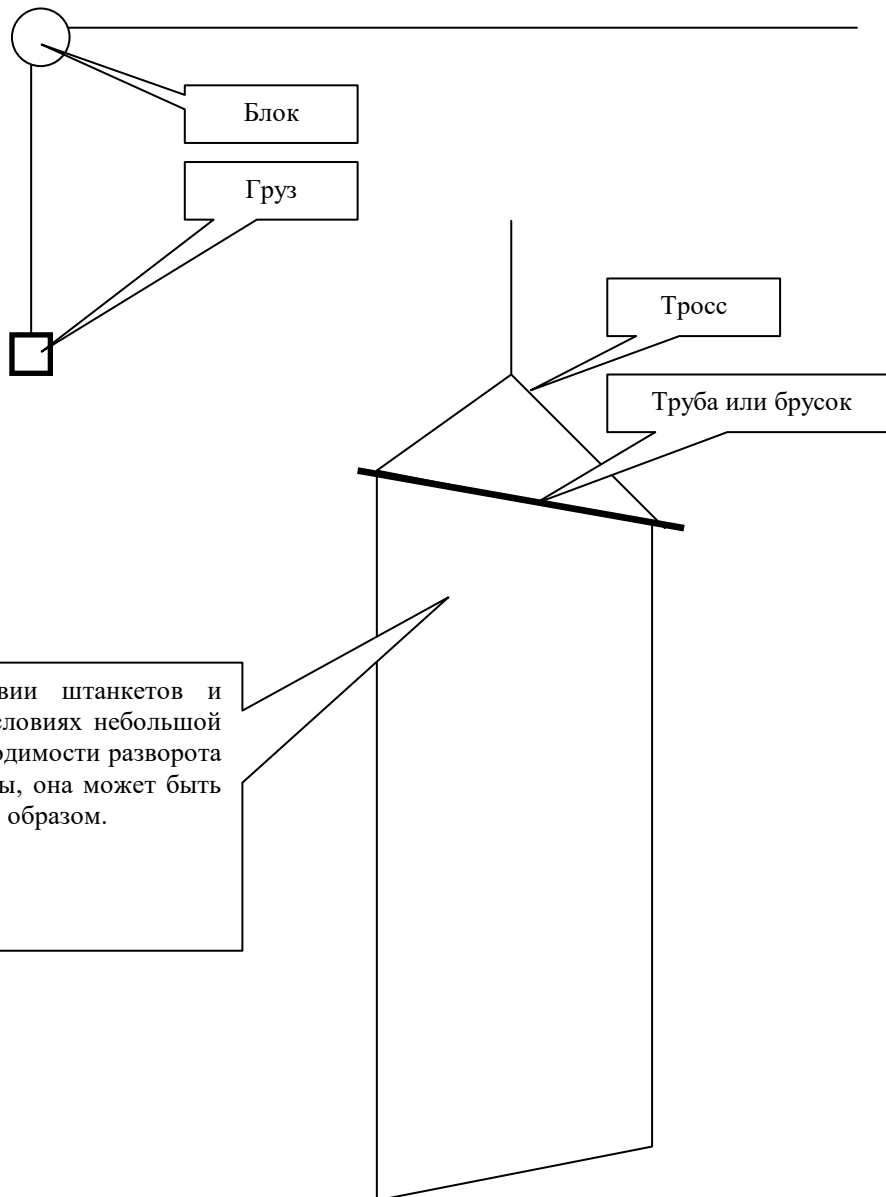 Блок
Груз
Тросс
Труба или брусок
вии штанкетов и
словиях небольшой
одимости разворота
ы, она может быть
образом.